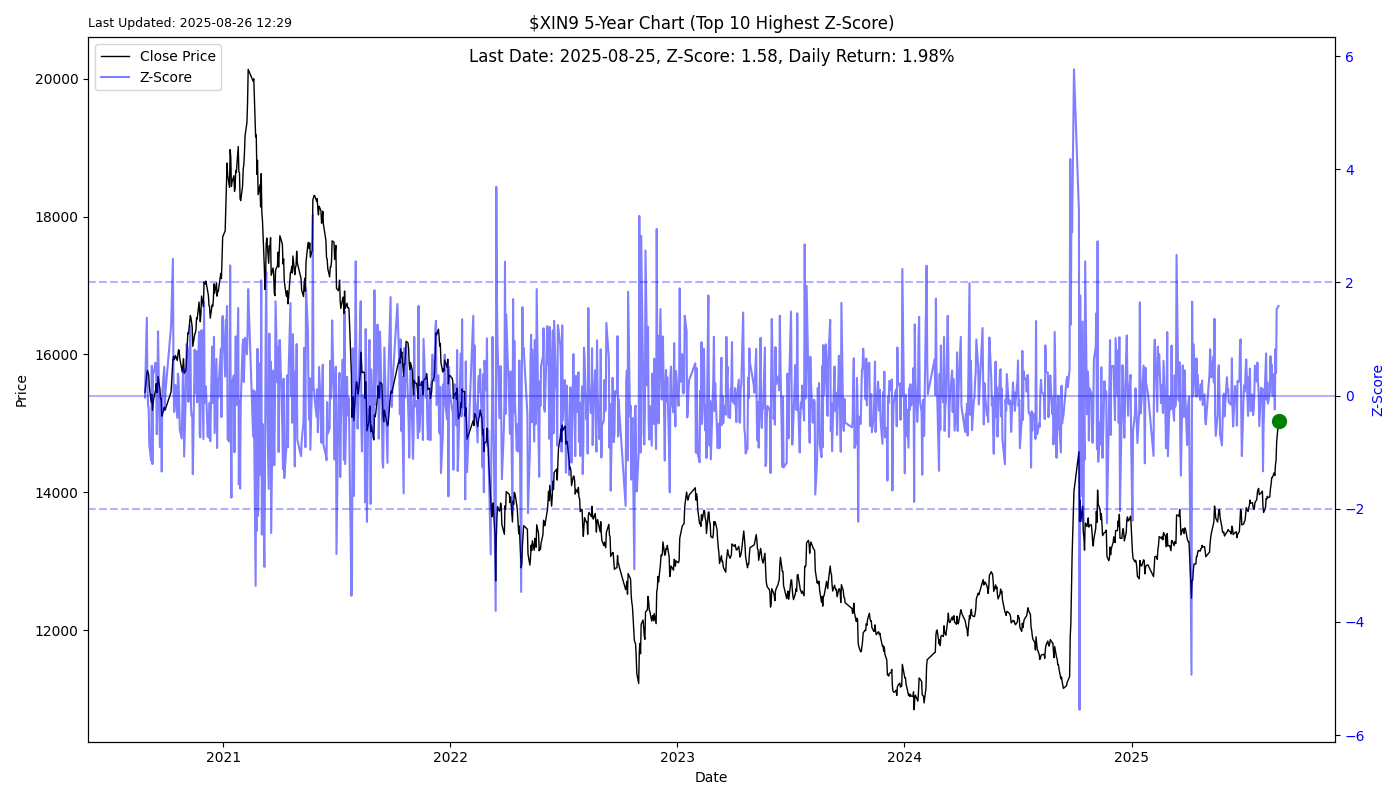 Last Updated: 2025-08-26 12:29
$XIN9 5-Year Chart (Top 10 Highest Z-Score)
Last Date: 2025-08-25, Z-Score: 1.58, Daily Return: 1.98%
Close Price
Z-Score
20000
18000
16000
14000
12000
Price
6
4
2
0
−2
−4
−6
Z-Score
2021
2022
2023
2024
2025
Date